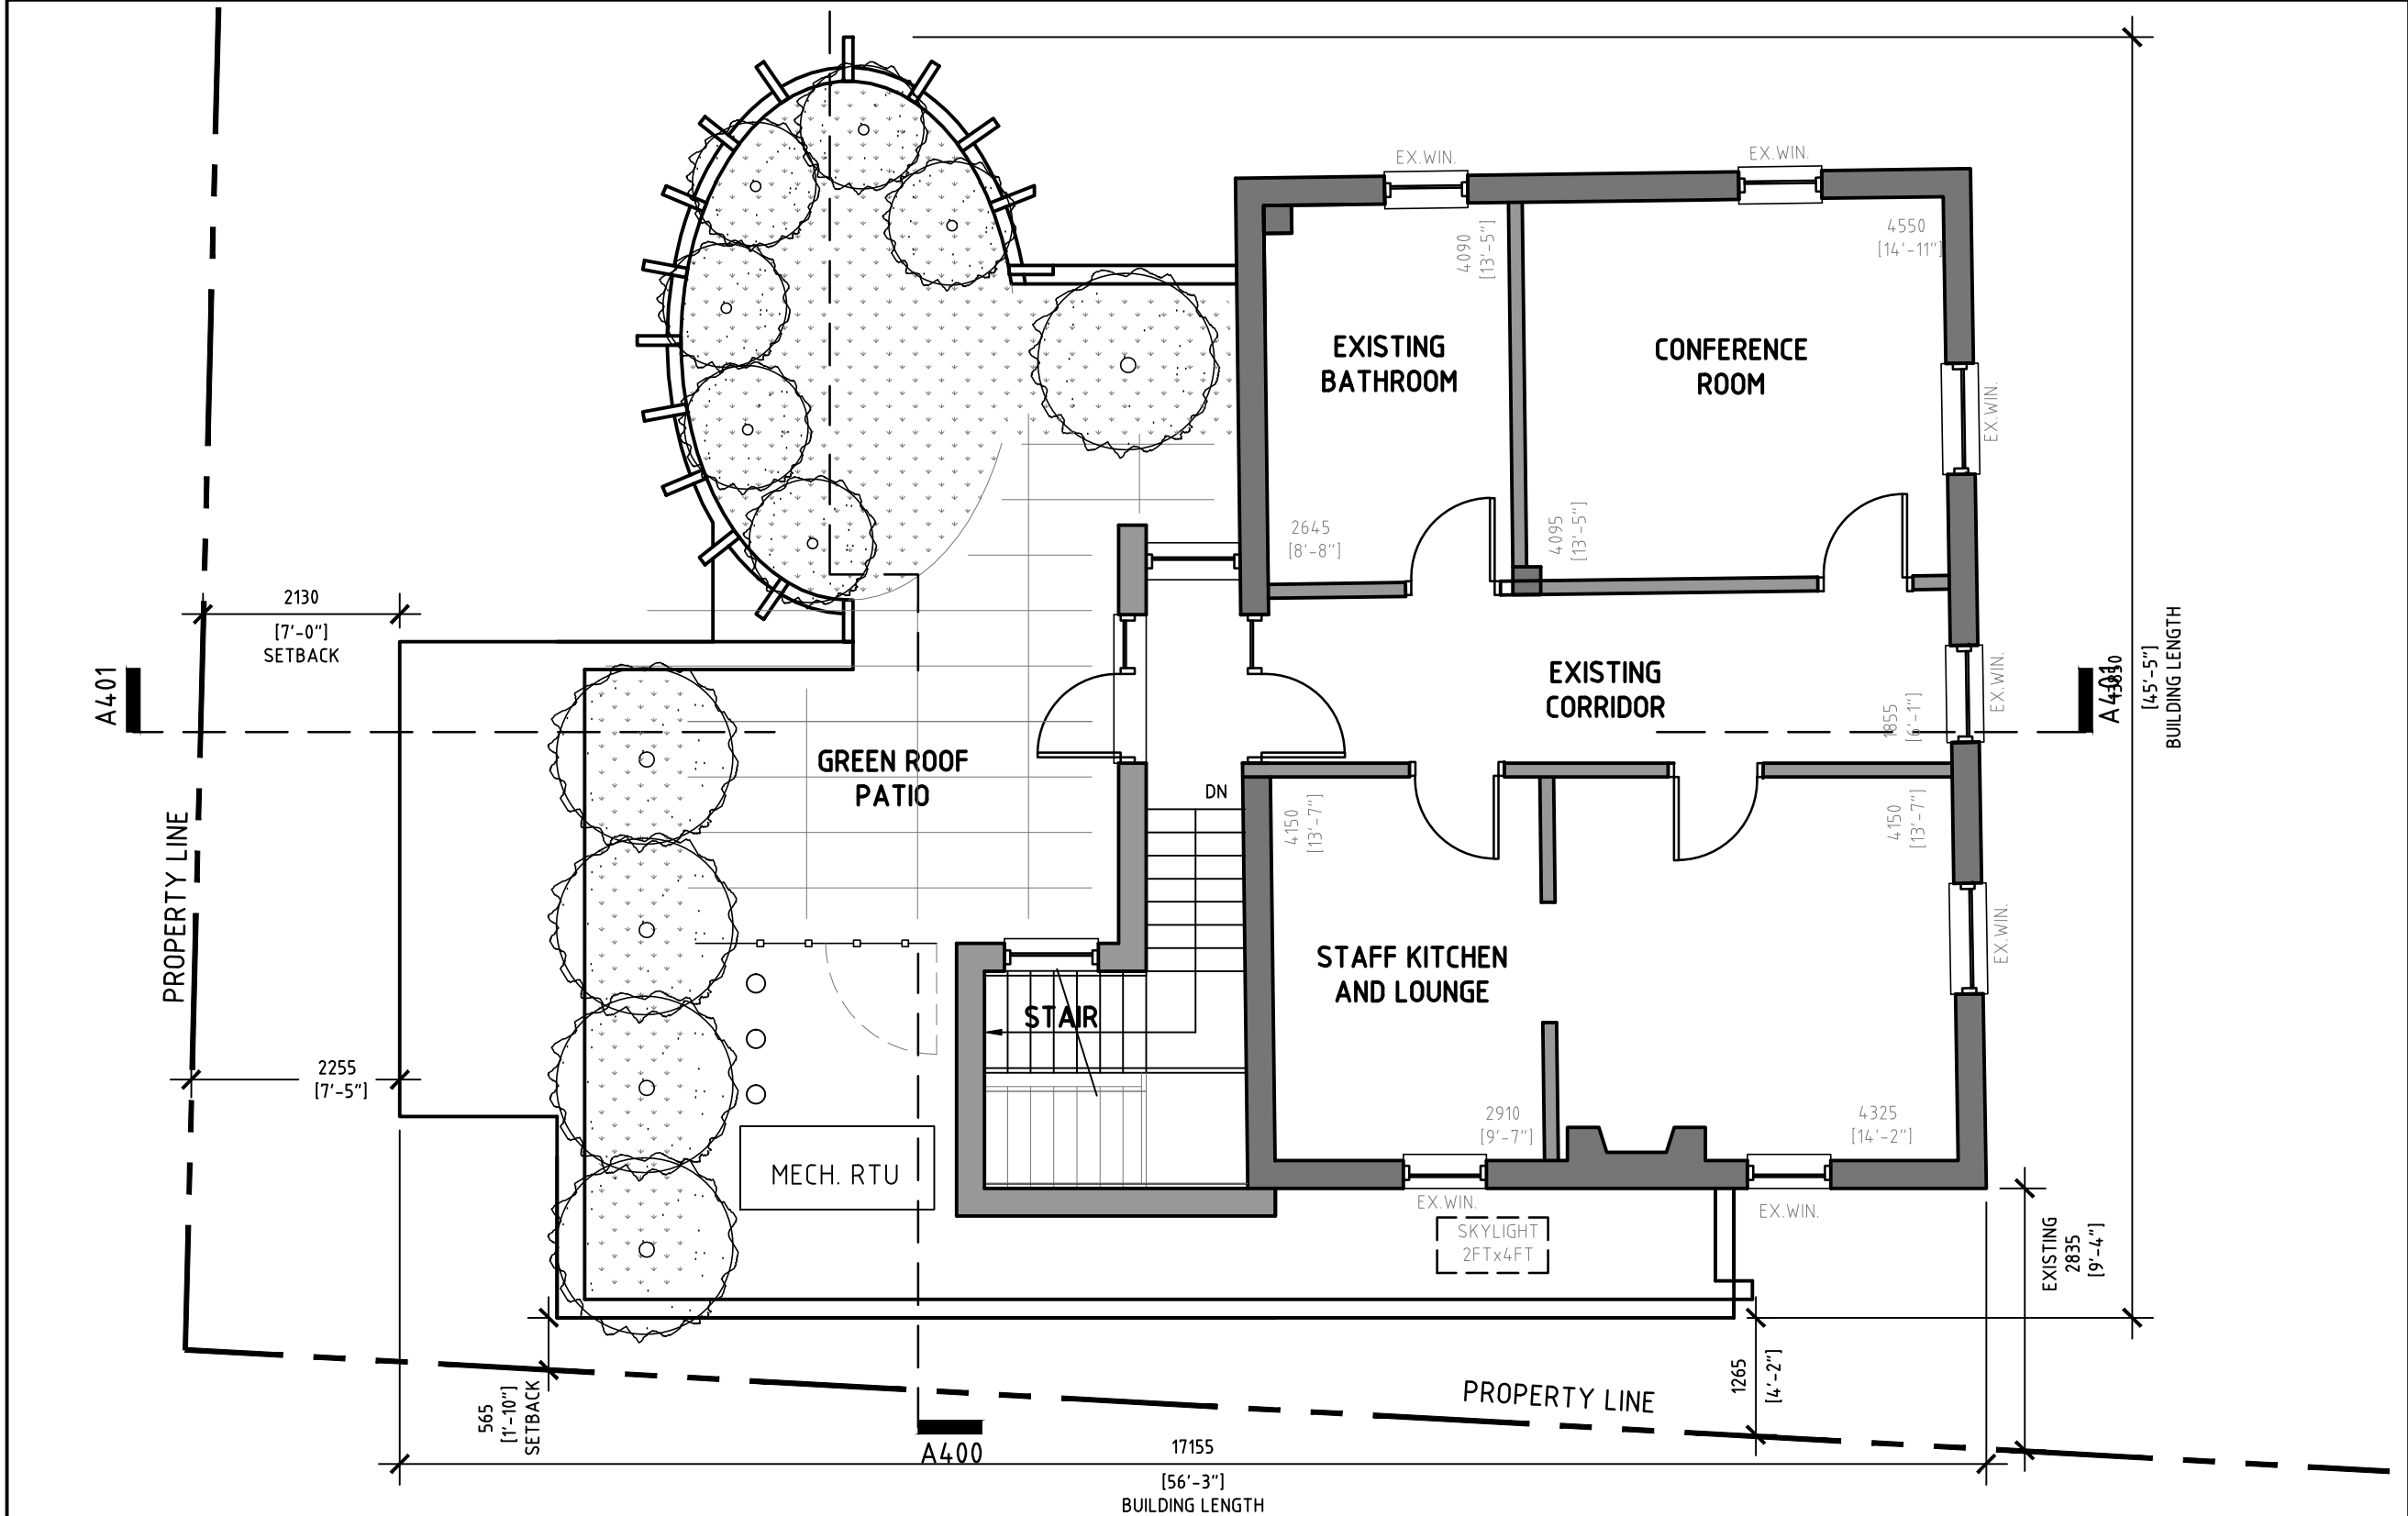 EX.WIN.
EX.WIN.
4090
[13'-5"]
4550
[14'-11"]
EXISTING
BATHROOM
CONFERENCE
ROOM
EX.WIN.
2645
[8'-8"]
4095
[13'-5"]
2130
[7'-0"]
SETBACK
A401
EXISTING
CORRIDOR
1855
[6'-1"]
EX.WIN.
A401
[45'-5"]
BUILDING LENGTH
GREEN ROOF
PATIO
DN
4150
[13'-7"]
4150
[13'-7"]
PROPERTY LINE
STAFF KITCHEN
AND LOUNGE
EX.WIN.
STAIR
2255
[7'-5"]
2910
[9'-7"]
4325
[14'-2"]
MECH. RTU
EX.WIN.
EX.WIN.
SKYLIGHT
2FTx4FT
EXISTING
2835
[9'-4"]
565
[1'-10"]
SETBACK
PROPERTY LINE
1265
[4'-2"]
A400
17155
[56'-3"]
BUILDING LENGTH